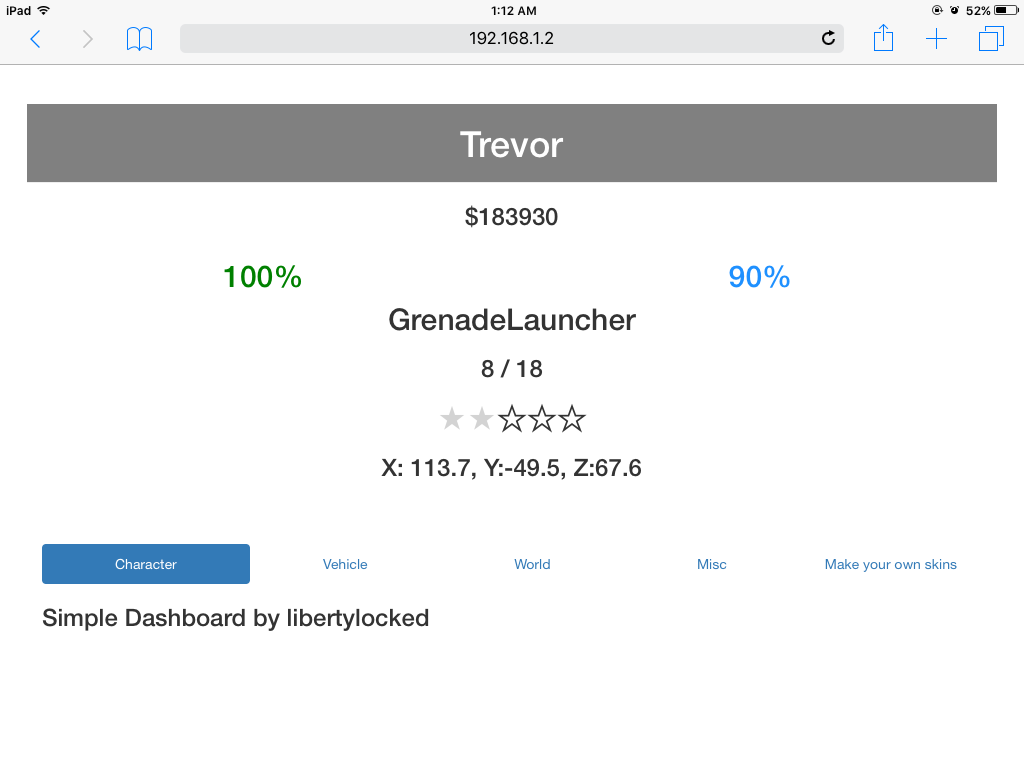 iPad 1:12 AM 52%
192.168.1.2
Trevor
$183930
100% 90%
GrenadeLauncher
8 / 18
X: 113.7, Y:-49.5, Z:67.6
Character Vehicle World Misc Make your own skins
Simple Dashboard by libertylocked